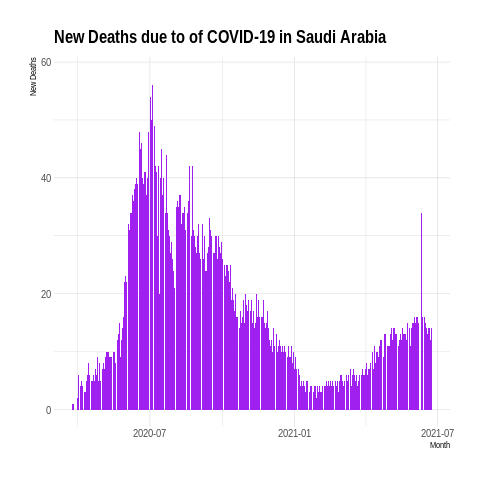 New Deaths due to of COVID-19 in Saudi Arabia
New Deaths
60
40
20
0
2020-07
2021-01
2021-07
Month